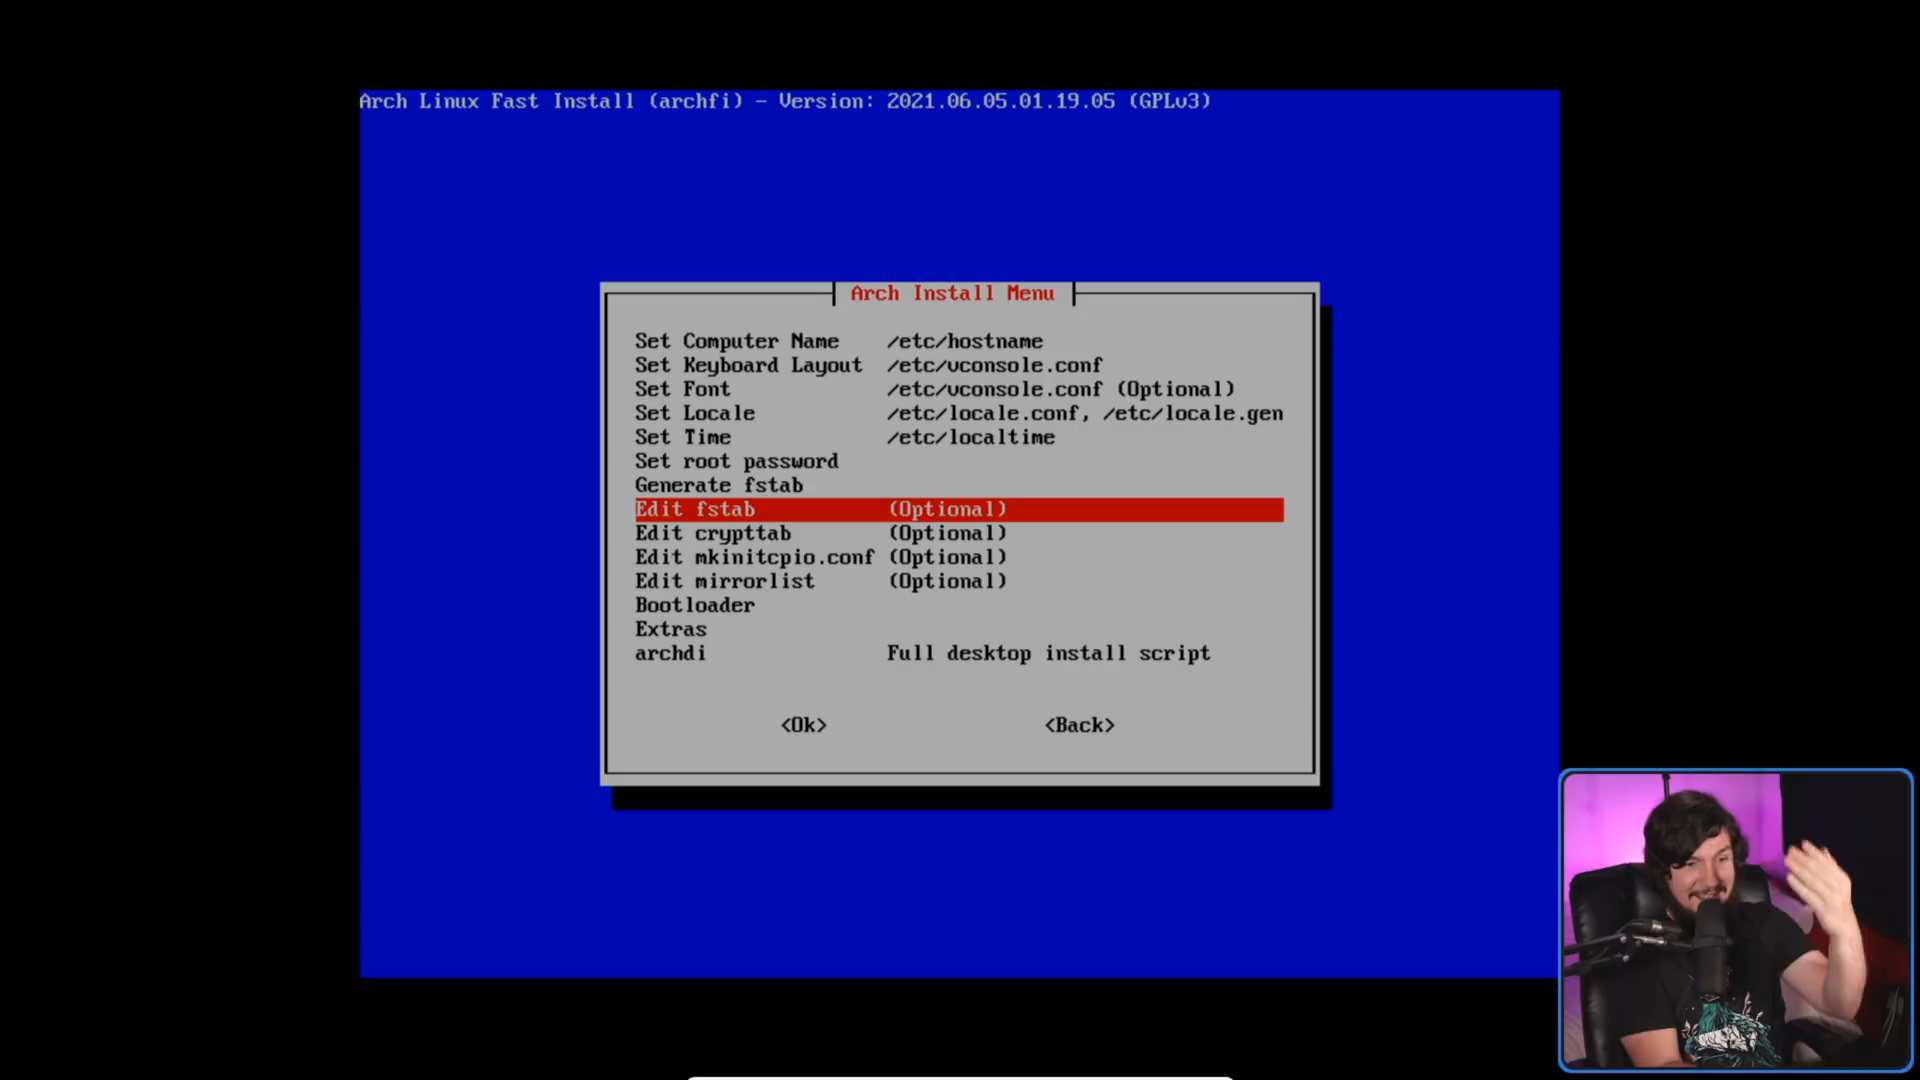 Arch Linux Fast Install (archfi) - Version: 2021.06.05.01.19.05 (GPLv3)
Arch Install Menu
Set Computer Name /etc/hostname
Set Keyboard Layout /etc/vconsole.conf
Set Font /etc/vconsole.conf (Optional)
Set Locale /etc/locale.conf, /etc/locale.gen
Set Time /etc/localtime
Set root password
Generate fstab
Edit fstab (Optional)
Edit crypttab (Optional)
Edit mkinitcpio.conf (Optional)
Edit mirrorlist (Optional)
Bootloader
Extras
archdi Full desktop install script
<Ok> <Back>